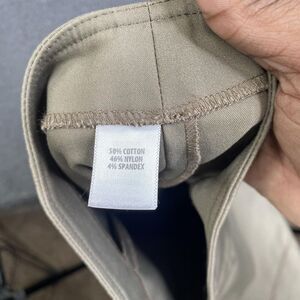 50% COTTON
46% NYLON
4% SPANDEX